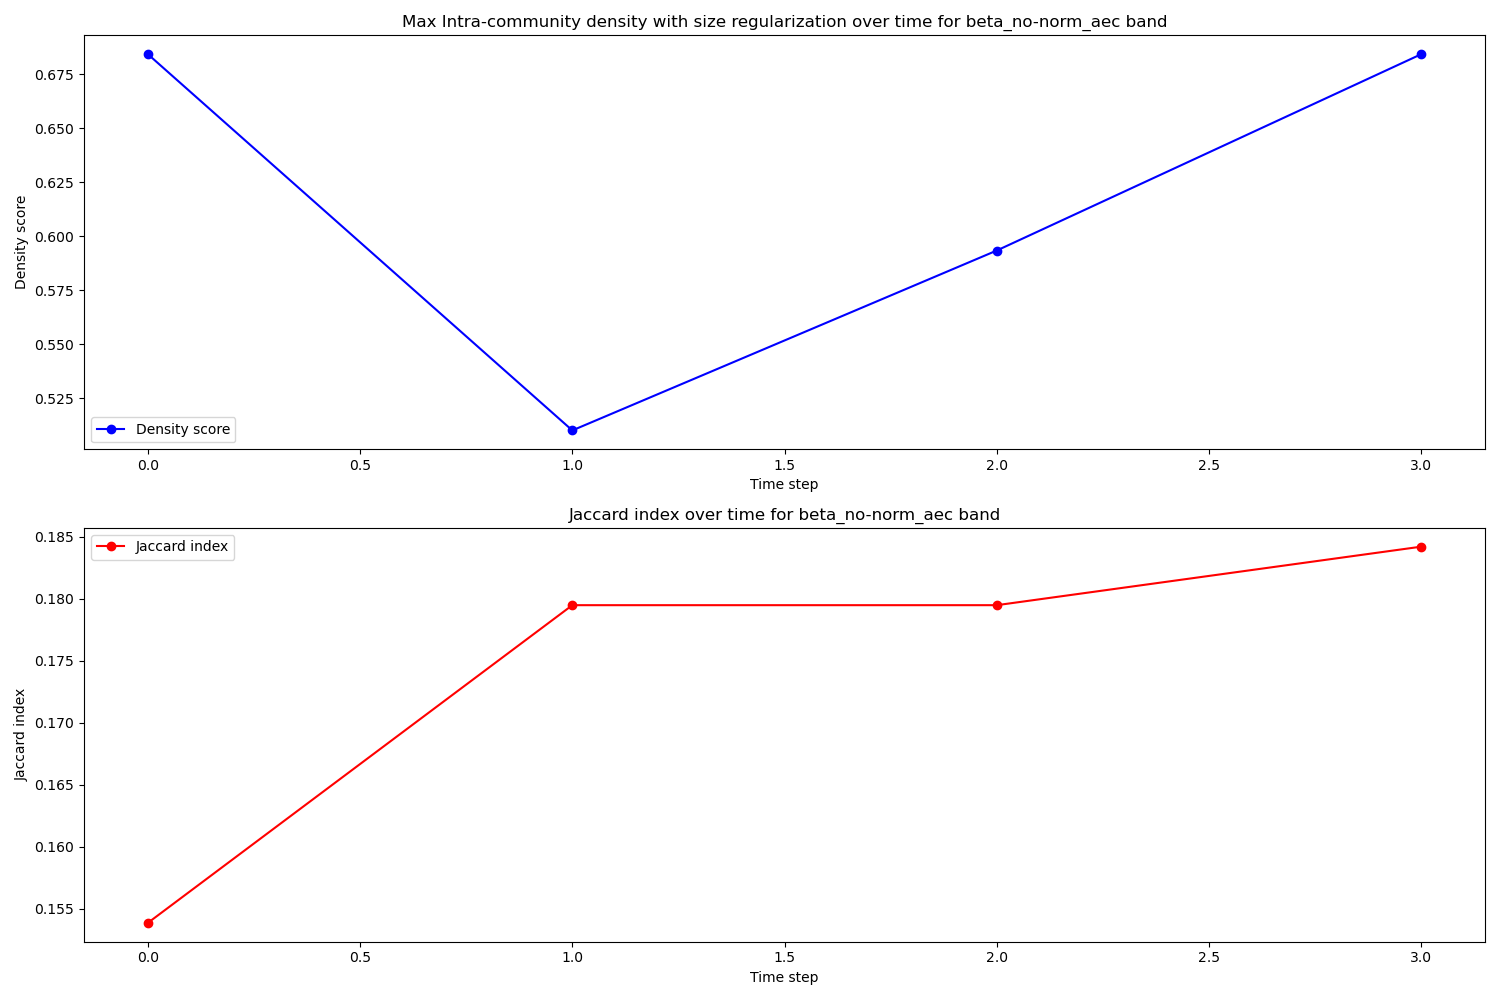 Max Intra-community density with size regularization over time for beta_no-norm_aec band
0.675
0.650
0.625
0.600
0.575
0.550
0.525
Density score
Density score
0.0 0.5 1.0 1.5 2.0 2.5 3.0
Time step
Jaccard index over time for beta_no-norm_aec band
0.185
0.180
0.175
0.170
0.165
0.160
0.155
Jaccard index
Jaccard index
0.0 0.5 1.0 1.5 2.0 2.5 3.0
Time step